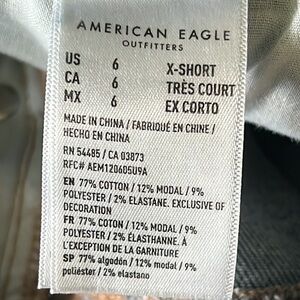 AMERICAN EAGLE
OUTFITTERS
US 6 X-SHORT
CA 6 TRÈS COURT
MX 6 EX CORTO
MADE IN CHINA / FABRIQUÉ EN CHINE /
HECHO EN CHINA
RN 54485 / CA 03873
RFC# AEM120605U9A
EN 77% COTTON / 12% MODAL / 9%
POLYESTER / 2% ELASTANE. EXCLUSIVE OF
DECORATION
FR 77% COTON / 12% MODAL / 9%
POLYESTER / 2% ÉLASTHANNE. À
L'EXCEPTION DE LA GARNITURE
SP 77% algodón / 12% modal / 9%
poliéster / 2% elastano